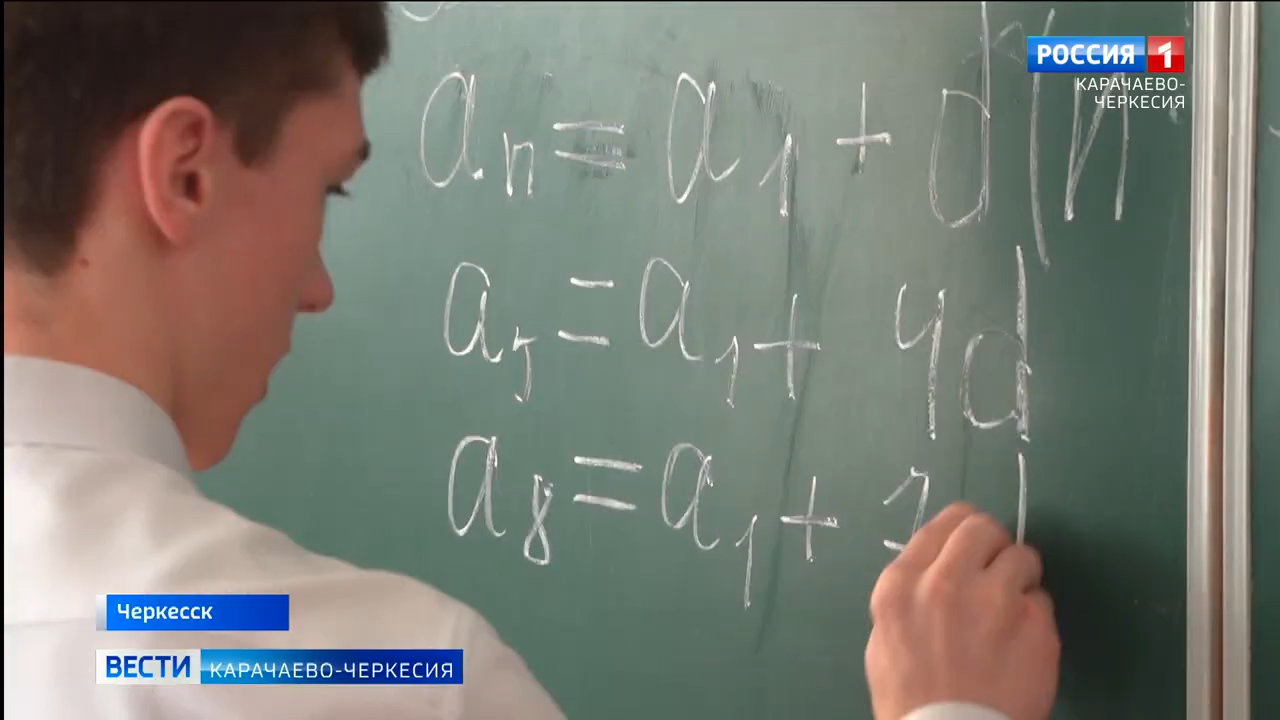 РОССИЯ 1
КАРАЧАЕВО-
ЧЕРКЕСИЯ
aₙ = a₁ + d(n
a₅ = a₁ + 4d
a₈ = a₁ + 7
Черкесск
ВЕСТИ КАРАЧАЕВО-ЧЕРКЕСИЯ